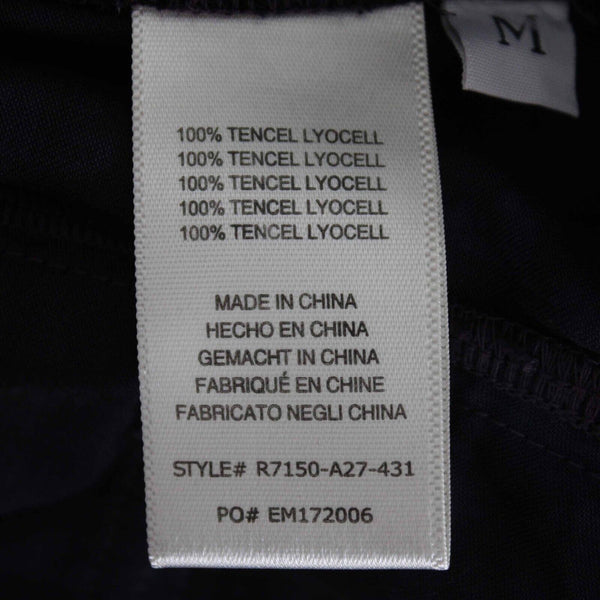 M
100% TENCEL LYOCELL
100% TENCEL LYOCELL
100% TENCEL LYOCELL
100% TENCEL LYOCELL
100% TENCEL LYOCELL
MADE IN CHINA
HECHO EN CHINA
GEMACHT IN CHINA
FABRIQUÉ EN CHINE
FABRICATO NEGLI CHINA
STYLE# R7150-A27-431
PO# EM172006